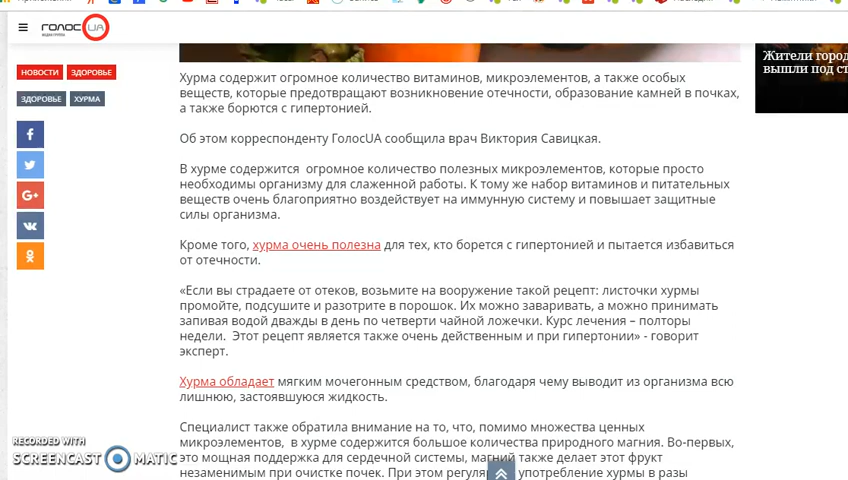 ГОЛОС UA
НОВОСТИ
ЗДОРОВЬЕ
ЗДОРОВЬЕ
ХУРМА
Жители город
вышли под ст
Хурма содержит огромное количество витаминов, микроэлементов, а также особых
веществ, которые предотвращают возникновение отечности, образование камней в почках,
а также борются с гипертонией.
Об этом корреспонденту ГолосUA сообщила врач Виктория Савицкая.
В хурме содержится огромное количество полезных микроэлементов, которые просто
необходимы организму для слаженной работы. К тому же набор витаминов и питательных
веществ очень благоприятно воздействует на иммунную систему и повышает защитные
силы организма.
Кроме того, хурма очень полезна для тех, кто борется с гипертонией и пытается избавиться
от отечности.
«Если вы страдаете от отеков, возьмите на вооружение такой рецепт: листочки хурмы
промойте, подсушите и разотрите в порошок. Их можно заваривать, а можно принимать
запивая водой дважды в день по четверти чайной ложечки. Курс лечения – полторы
недели. Этот рецепт является также очень действенным и при гипертонии» - говорит
эксперт.
Хурма обладает мягким мочегонным средством, благодаря чему выводит из организма всю
лишнюю, застоявшуюся жидкость.
Специалист также обратила внимание на то, что, помимо множества ценных
микроэлементов, в хурме содержится большое количества природного магния. Во-первых,
это мощная поддержка для сердечной системы, магний также делает этот фрукт
незаменимым при очистке почек. При этом регуляр употребление хурмы в разы
RECORDED WITH
SCREENCAST MATIC